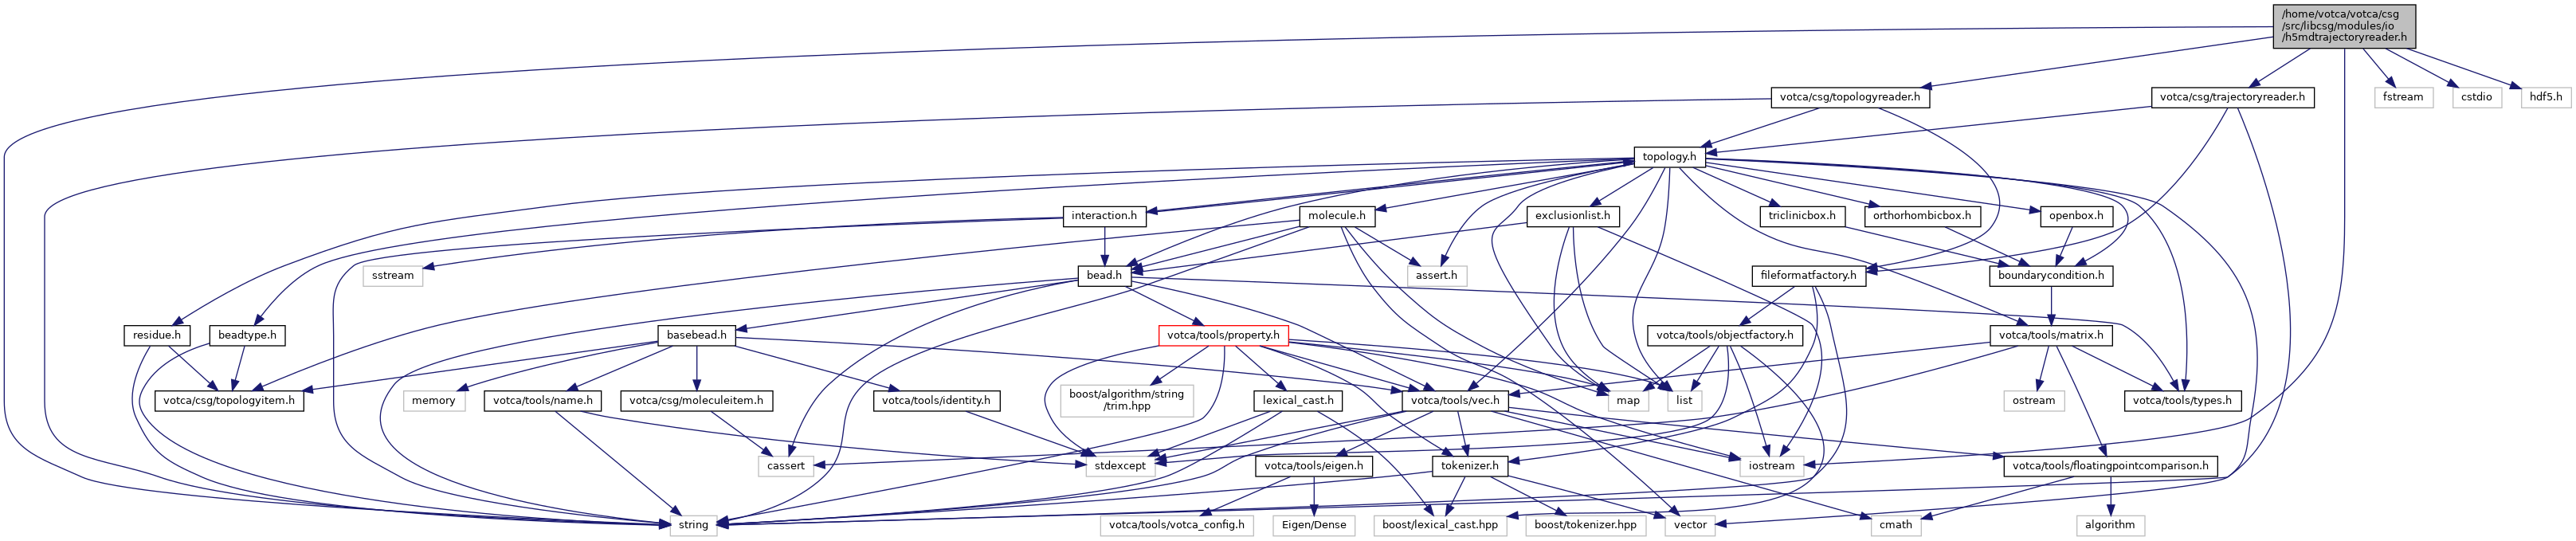 /home/votca/votca/csg
/src/libcsg/modules/io
/h5mdtrajectoryreader.h
votca/csg/topologyreader.h
votca/csg/trajectoryreader.h
fstream
cstdio
hdf5.h
topology.h
interaction.h
molecule.h
exclusionlist.h
triclinicbox.h
orthorhombicbox.h
openbox.h
sstream
bead.h
assert.h
fileformatfactory.h
boundarycondition.h
residue.h
beadtype.h
basebead.h
votca/tools/property.h
votca/tools/objectfactory.h
votca/tools/matrix.h
votca/csg/topologyitem.h
memory
votca/tools/name.h
votca/csg/moleculeitem.h
votca/tools/identity.h
boost/algorithm/string
/trim.hpp
lexical_cast.h
votca/tools/vec.h
map
list
ostream
votca/tools/types.h
cassert
stdexcept
votca/tools/eigen.h
tokenizer.h
iostream
votca/tools/floatingpointcomparison.h
string
votca/tools/votca_config.h
Eigen/Dense
boost/lexical_cast.hpp
boost/tokenizer.hpp
vector
cmath
algorithm